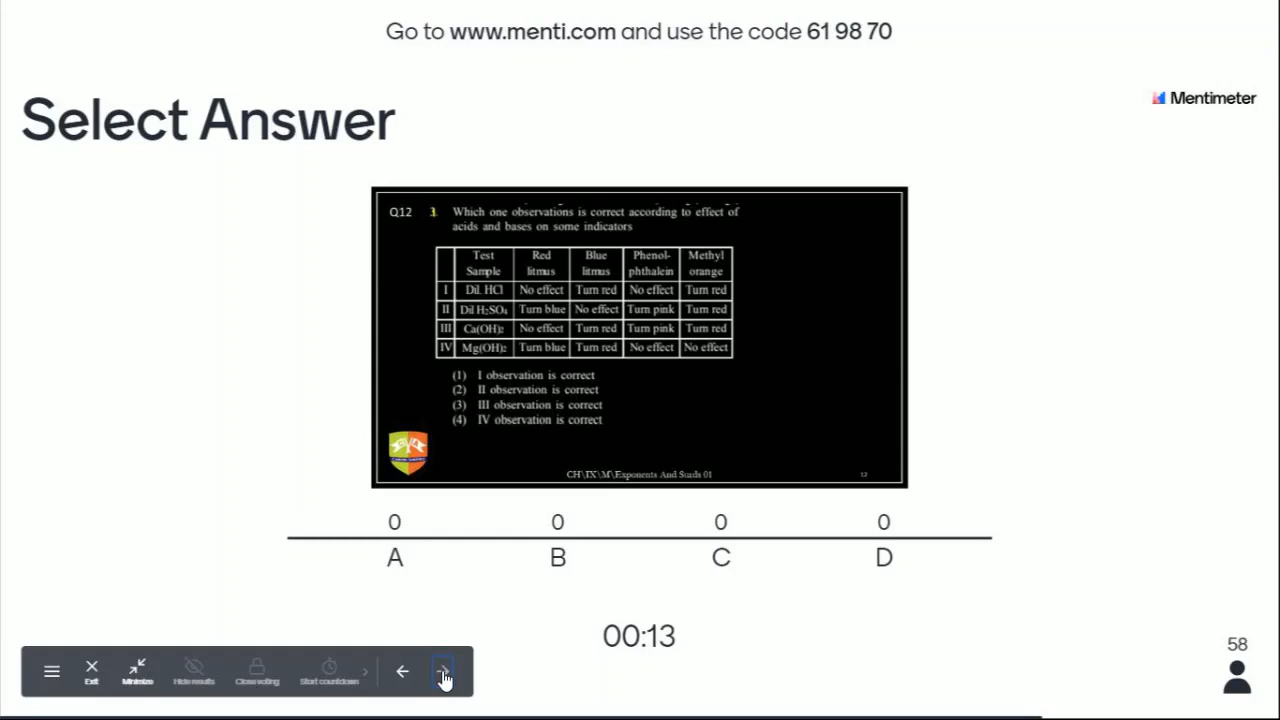 Go to www.menti.com and use the code 61 98 70
Select Answer
Mentimeter
Q12 3. Which one observations is correct according to effect of
acids and bases on some indicators
Test Sample Red litmus Blue litmus Phenol-phthalein Methyl orange
I Dil. HCl No effect Turn red No effect Turn red
II Dil H₂SO₄ Turn blue No effect Turn pink Turn red
III Ca(OH)₂ No effect Turn red Turn pink Turn red
IV Mg(OH)₂ Turn blue Turn red No effect No effect
(1) I observation is correct
(2) II observation is correct
(3) III observation is correct
(4) IV observation is correct
CH\IX\M\Exponents And Surds 01
12
0 0 0 0
A B C D
00:13
58
Exit Minimize Hide results Close voting Start countdown